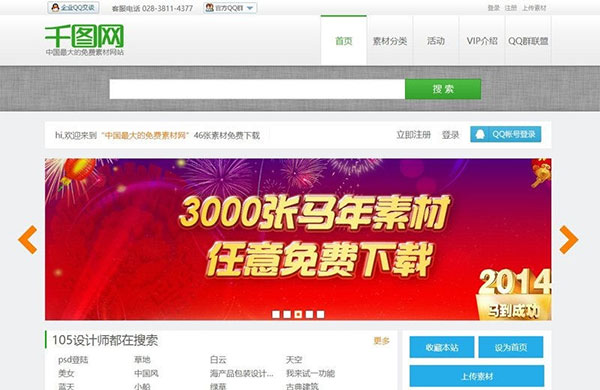 企业QQ交谈 客服电话 028-3811-4377 官方QQ群 登录 注册 上传素材
千图网
中国最大的免费素材网站
首页 素材分类 活动 VIP介绍 QQ群联盟
搜 索
hi,欢迎来到 “中国最大的免费素材网” 46张素材免费下载 立即注册 登录 QQ帐号登录
3000张马年素材
任意免费下载
2014
马到成功
105设计师都在搜索 更多 收藏本站 设为首页
psd登陆 草地 白云 天空
美女 中国风 海产品包装设计... 我来试一功能 上传素材
蓝天 小船 绿草 古典建筑